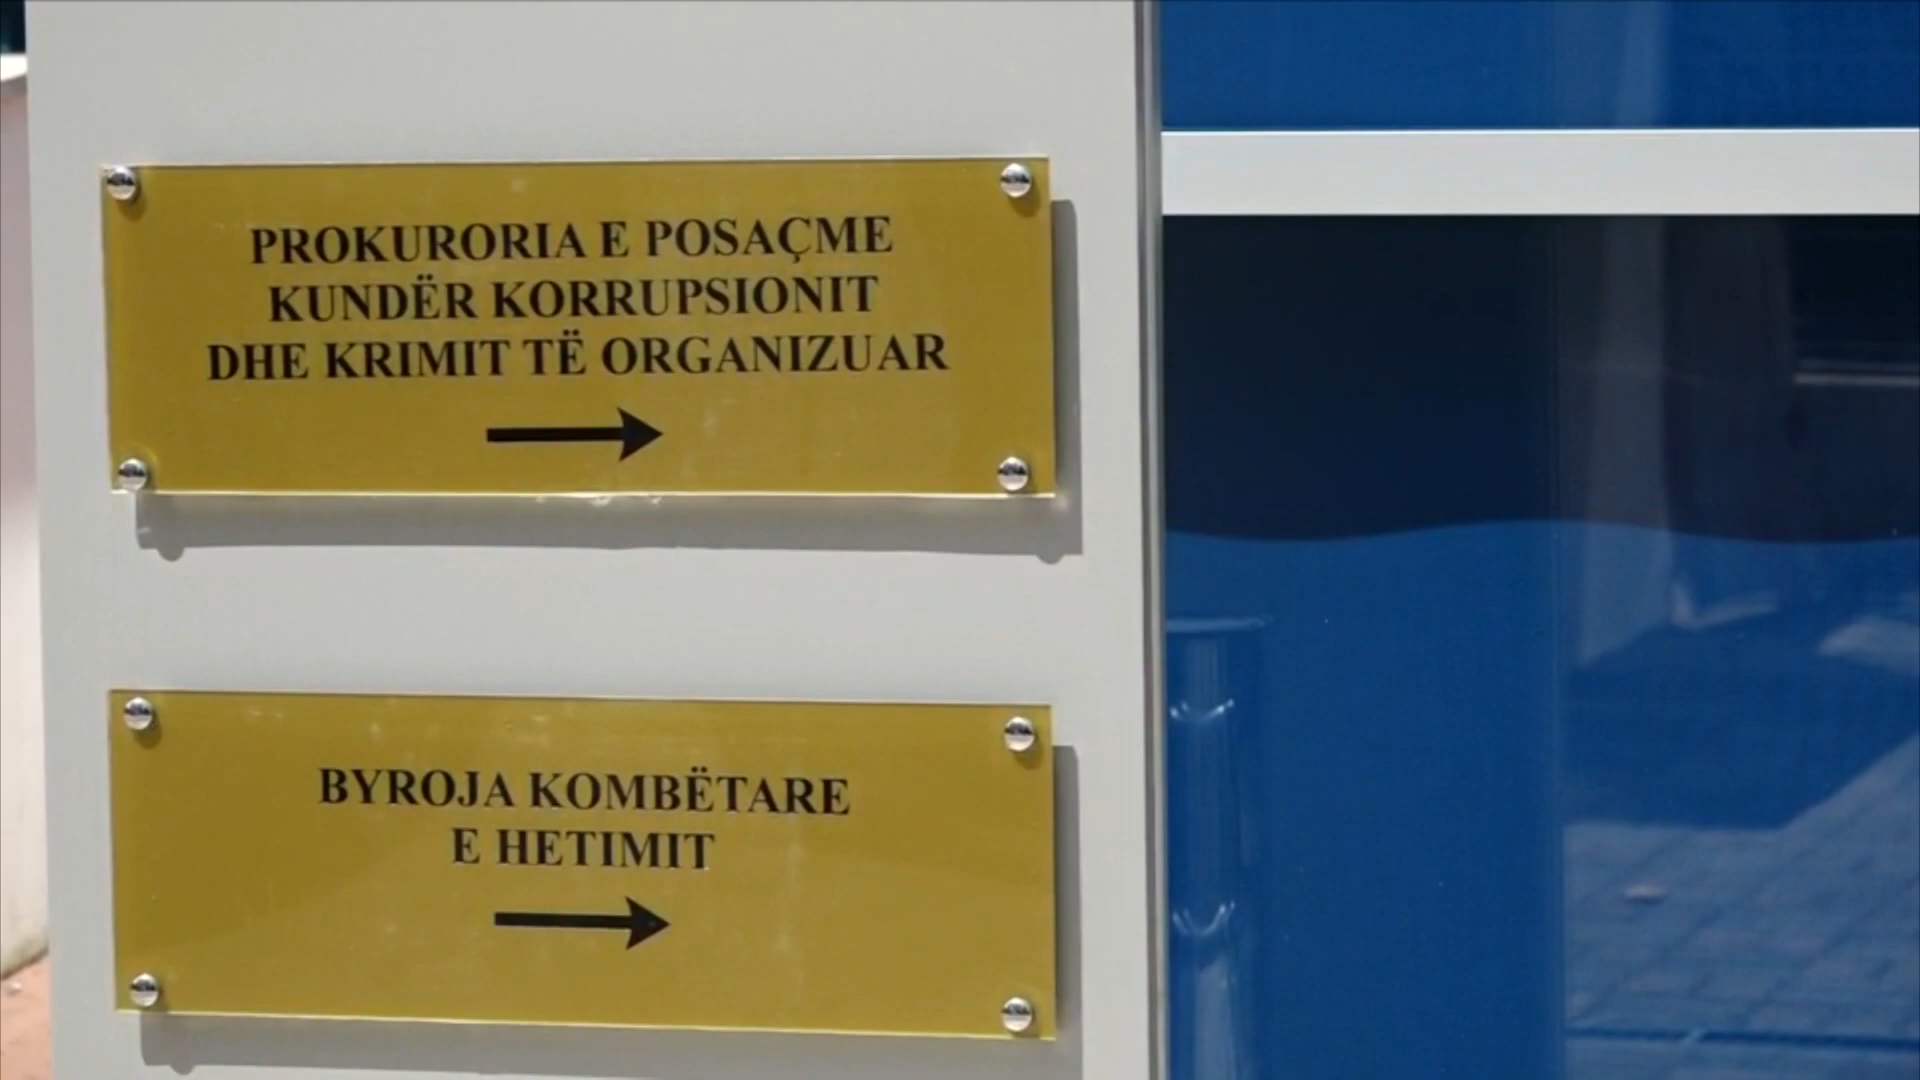 PROKURORIA E POSAÇME
KUNDËR KORRUPSIONIT
DHE KRIMIT TË ORGANIZUAR
BYROJA KOMBËTARE
E HETIMIT